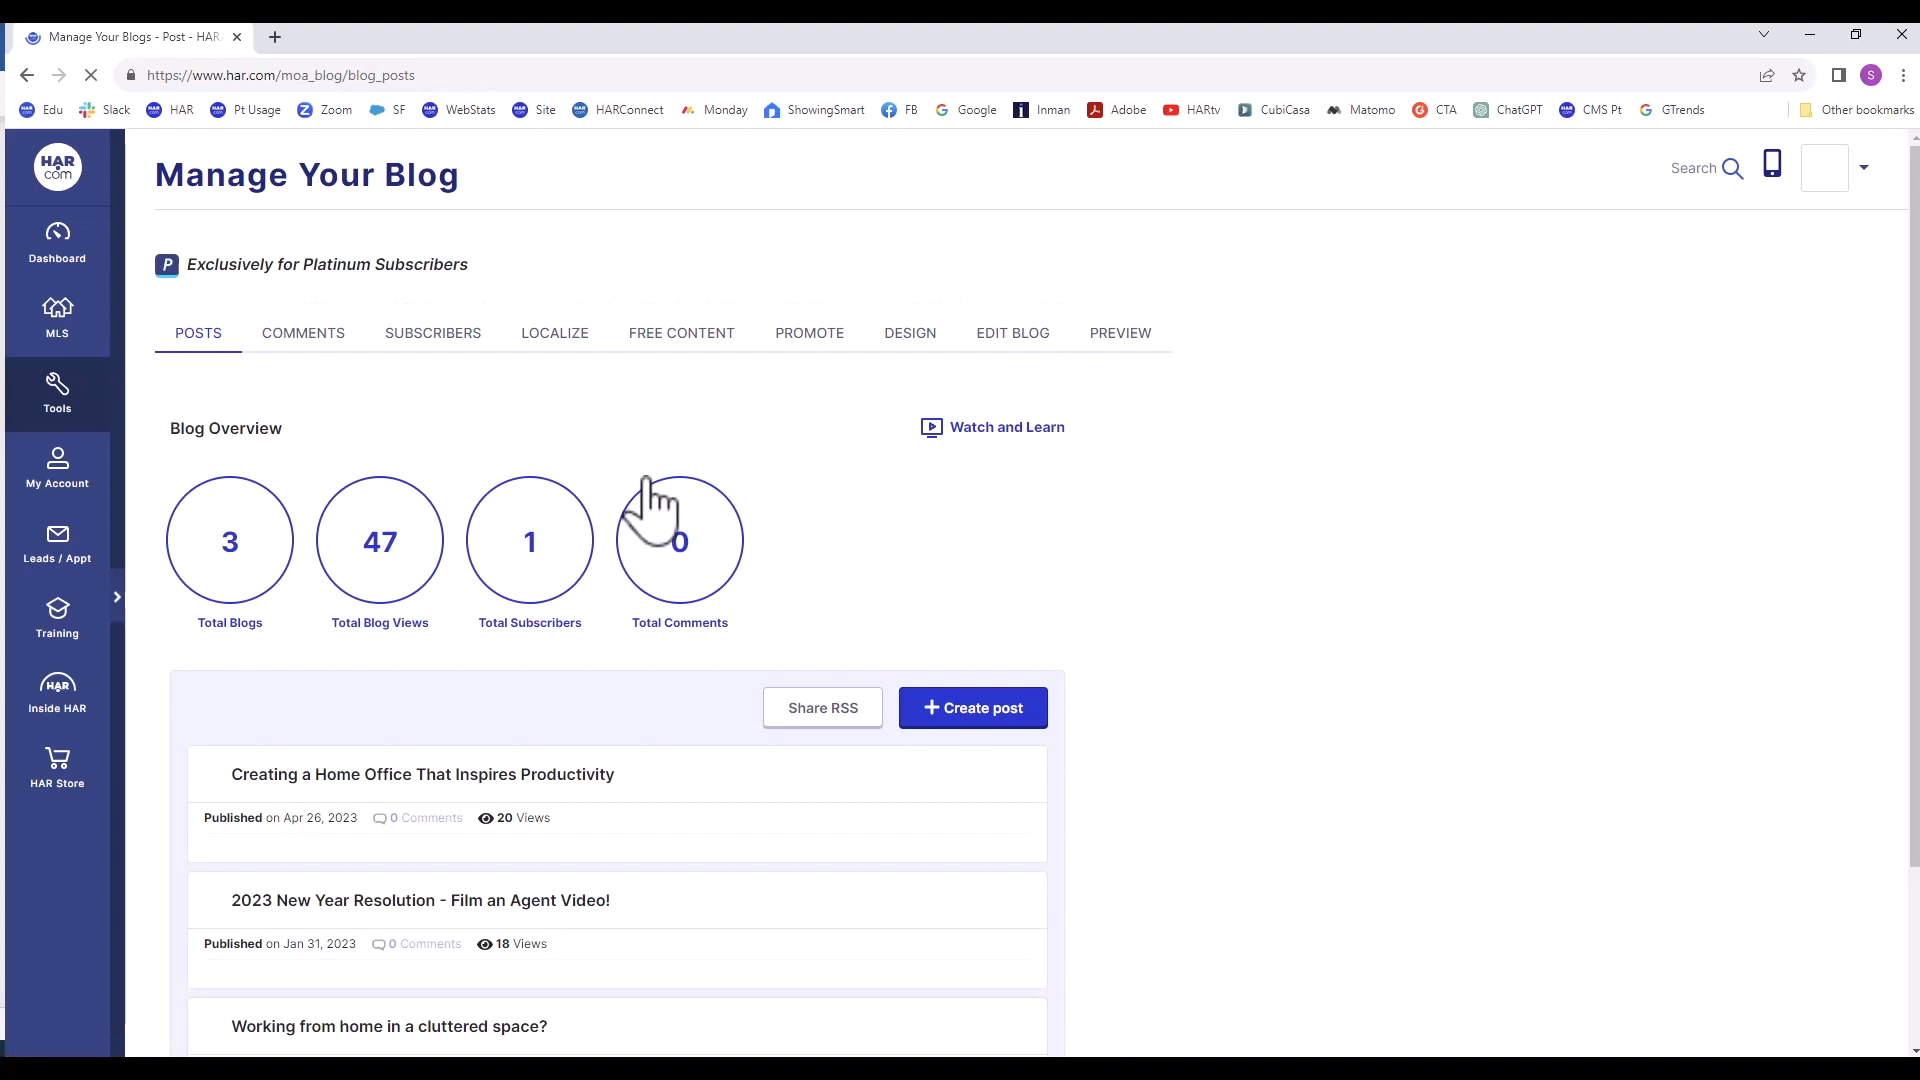 Manage Your Blogs - Post - HAR
https://www.har.com/moa_blog/blog_posts
S
Edu Slack HAR Pt Usage Zoom SF WebStats Site HARConnect Monday ShowingSmart FB Google Inman Adobe HARtv CubiCasa Matomo CTA ChatGPT CMS Pt GTrends Other bookmarks
HAR
com
Manage Your Blog
Search
Dashboard
P Exclusively for Platinum Subscribers
MLS
POSTS COMMENTS SUBSCRIBERS LOCALIZE FREE CONTENT PROMOTE DESIGN EDIT BLOG PREVIEW
Tools
Blog Overview
Watch and Learn
My Account
3 47 1 0
Leads / Appt
Total Blogs Total Blog Views Total Subscribers Total Comments
Training
HAR
Inside HAR
Share RSS
+ Create post
HAR Store
Creating a Home Office That Inspires Productivity
Published on Apr 26, 2023 0 Comments 20 Views
2023 New Year Resolution - Film an Agent Video!
Published on Jan 31, 2023 0 Comments 18 Views
Working from home in a cluttered space?